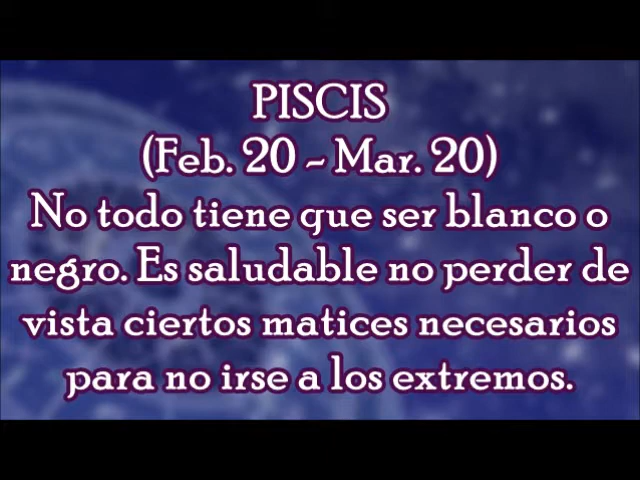 PISCIS
(Feb. 20 - Mar. 20)
No todo tiene que ser blanco o
negro. Es saludable no perder de
vista ciertos matices necesarios
para no irse a los extremos.